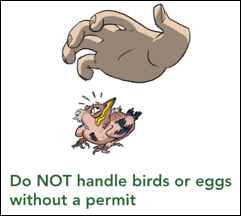 Do NOT handle birds or eggs
without a permit